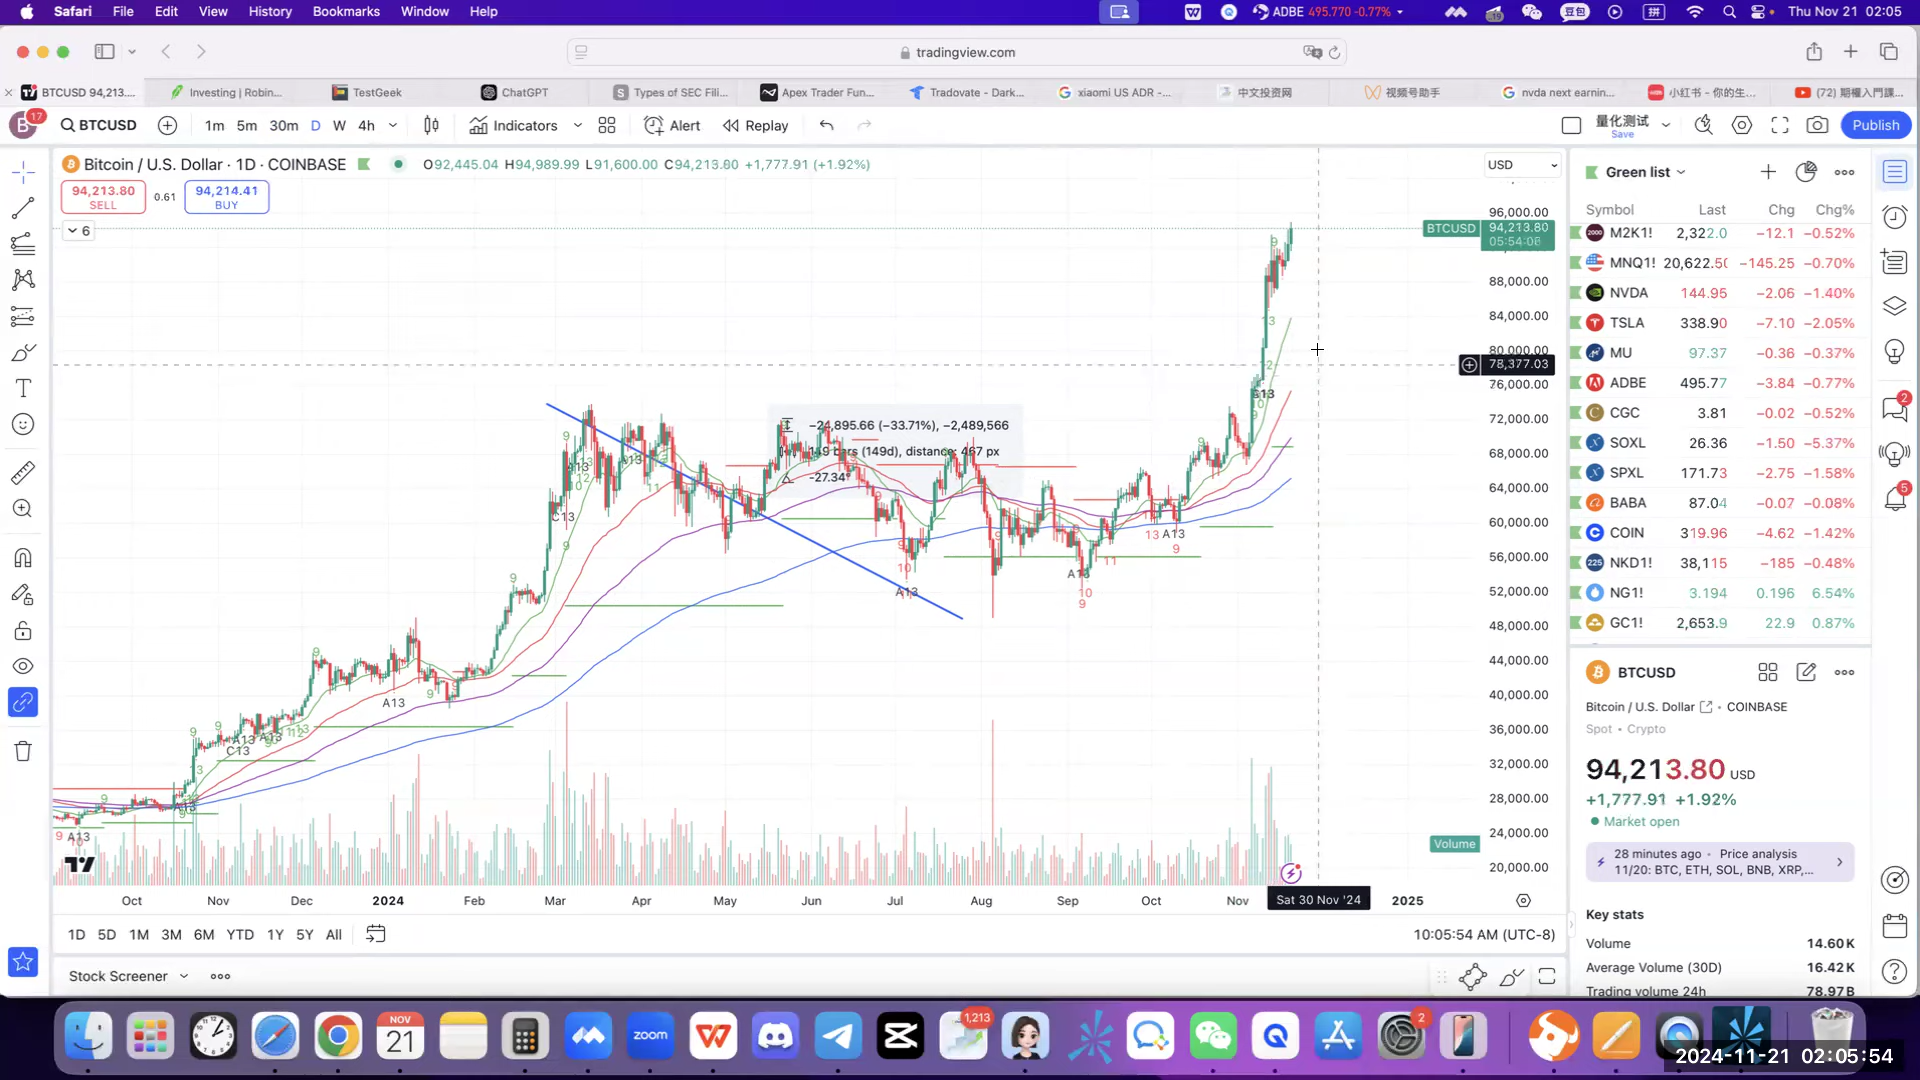 Safari File Edit View History Bookmarks Window Help
ADBE 495.770 -0.77%
豆包
拼
Thu Nov 21 02:05
tradingview.com
BTCUSD 94,213....
Investing | Robin...
TestGeek
ChatGPT
Types of SEC Fili...
Apex Trader Fun...
Tradovate - Dark...
xiaomi US ADR -...
中文投资网
视频号助手
nvda next earnin...
小红书 - 你的生...
(72) 期權入門課...
B 17
BTCUSD
1m 5m 30m D W 4h
Indicators
Alert
Replay
量化测试
Save
Publish
Bitcoin / U.S. Dollar · 1D · COINBASE
O92,445.04 H94,989.99 L91,600.00 C94,213.80 +1,777.91 (+1.92%)
94,213.80
SELL
0.61
94,214.41
BUY
6
USD
96,000.00
BTCUSD 94,213.80
05:54:06
88,000.00
84,000.00
80,000.00
78,377.03
76,000.00
72,000.00
68,000.00
64,000.00
60,000.00
56,000.00
52,000.00
48,000.00
44,000.00
40,000.00
36,000.00
32,000.00
28,000.00
24,000.00
20,000.00
(−33.71%), −2,489,566
149 bars (149d), distance: 467 px
-27.34°
A13
C13
A13
A13
A13
A13
A13
C13
A13
Volume
Oct Nov Dec 2024 Feb Mar Apr May Jun Jul Aug Sep Oct Nov Sat 30 Nov '24 2025
1D 5D 1M 3M 6M YTD 1Y 5Y All
10:05:54 AM (UTC-8)
Stock Screener
Green list
Symbol Last Chg Chg%
M2K1! 2,322.0 −12.1 −0.52%
MNQ1! 20,622.50 −145.25 −0.70%
NVDA 144.95 −2.06 −1.40%
TSLA 338.90 −7.10 −2.05%
MU 97.37 −0.36 −0.37%
ADBE 495.77 −3.84 −0.77%
CGC 3.81 −0.02 −0.52%
SOXL 26.36 −1.50 −5.37%
SPXL 171.73 −2.75 −1.58%
BABA 87.04 −0.07 −0.08%
COIN 319.96 −4.62 −1.42%
NKD1! 38,115 −185 −0.48%
NG1! 3.194 0.196 6.54%
GC1! 2,653.9 22.9 0.87%
BTCUSD
Bitcoin / U.S. Dollar · COINBASE
Spot · Crypto
94,213.80 USD
+1,777.91 +1.92%
Market open
28 minutes ago · Price analysis
11/20: BTC, ETH, SOL, BNB, XRP,...
Key stats
Volume 14.60K
Average Volume (30D) 16.42K
Trading volume 24h 78.97B
2
5
NOV
21
zoom
1,213
2
2024-11-21 02:05:54